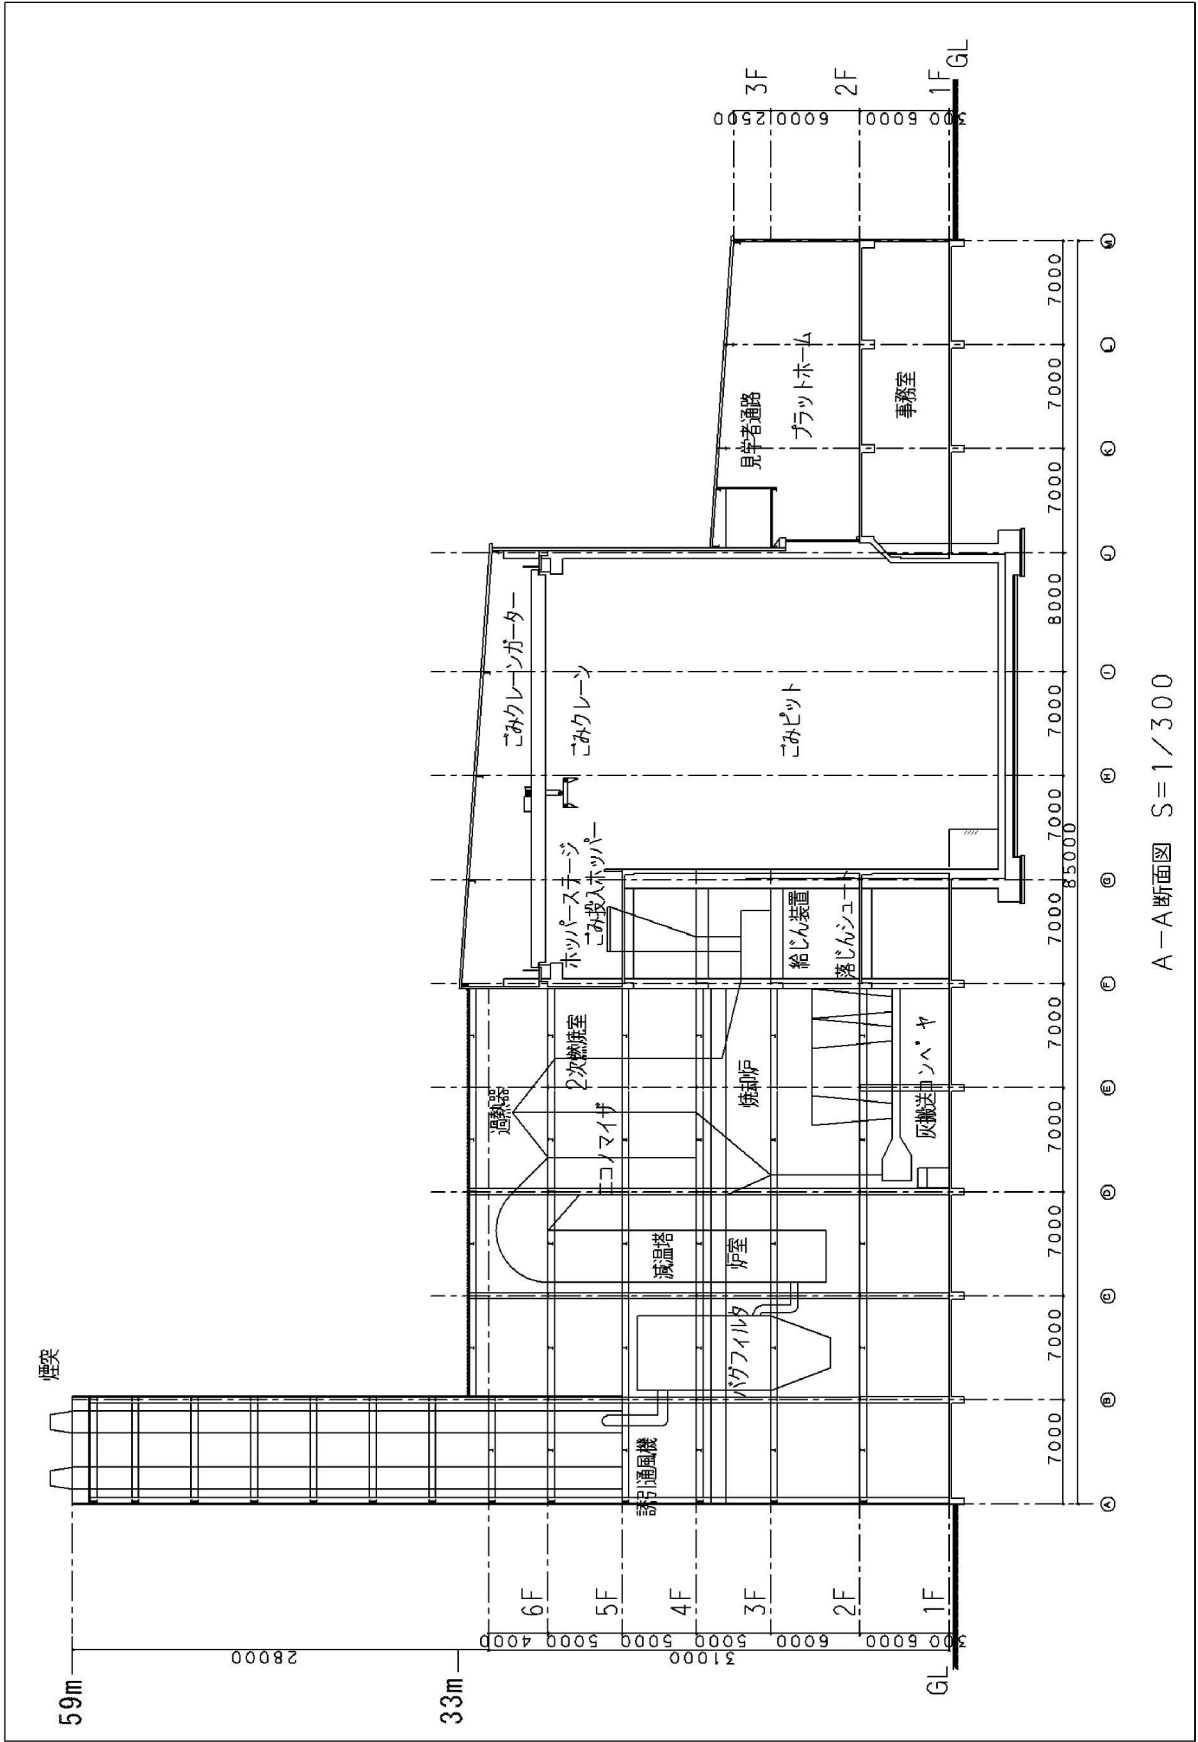 59m
33m
28000
31000
煙突
4000
5000
5000
5000
6000
6000
300
6F
5F
4F
3F
2F
1F
GL
過熱器
2次燃焼室
エコノマイザ
減温塔
炉室
バグフィルタ
誘引通風機
焼却炉
灰搬送コンベヤ
ホッパーステージ
ごみ投入ホッパー
給じん装置
落じんシュート
ごみクレーンガーター
ごみクレーン
ごみピット
見学者通路
プラットホーム
事務室
2500
6000
6000
300
3F
2F
1F
GL
7000
7000
7000
7000
7000
7000
7000
7000
8000
7000
7000
7000
85000
A
B
C
D
E
F
G
H
I
J
K
L
M
A-A断面図 S=1/300